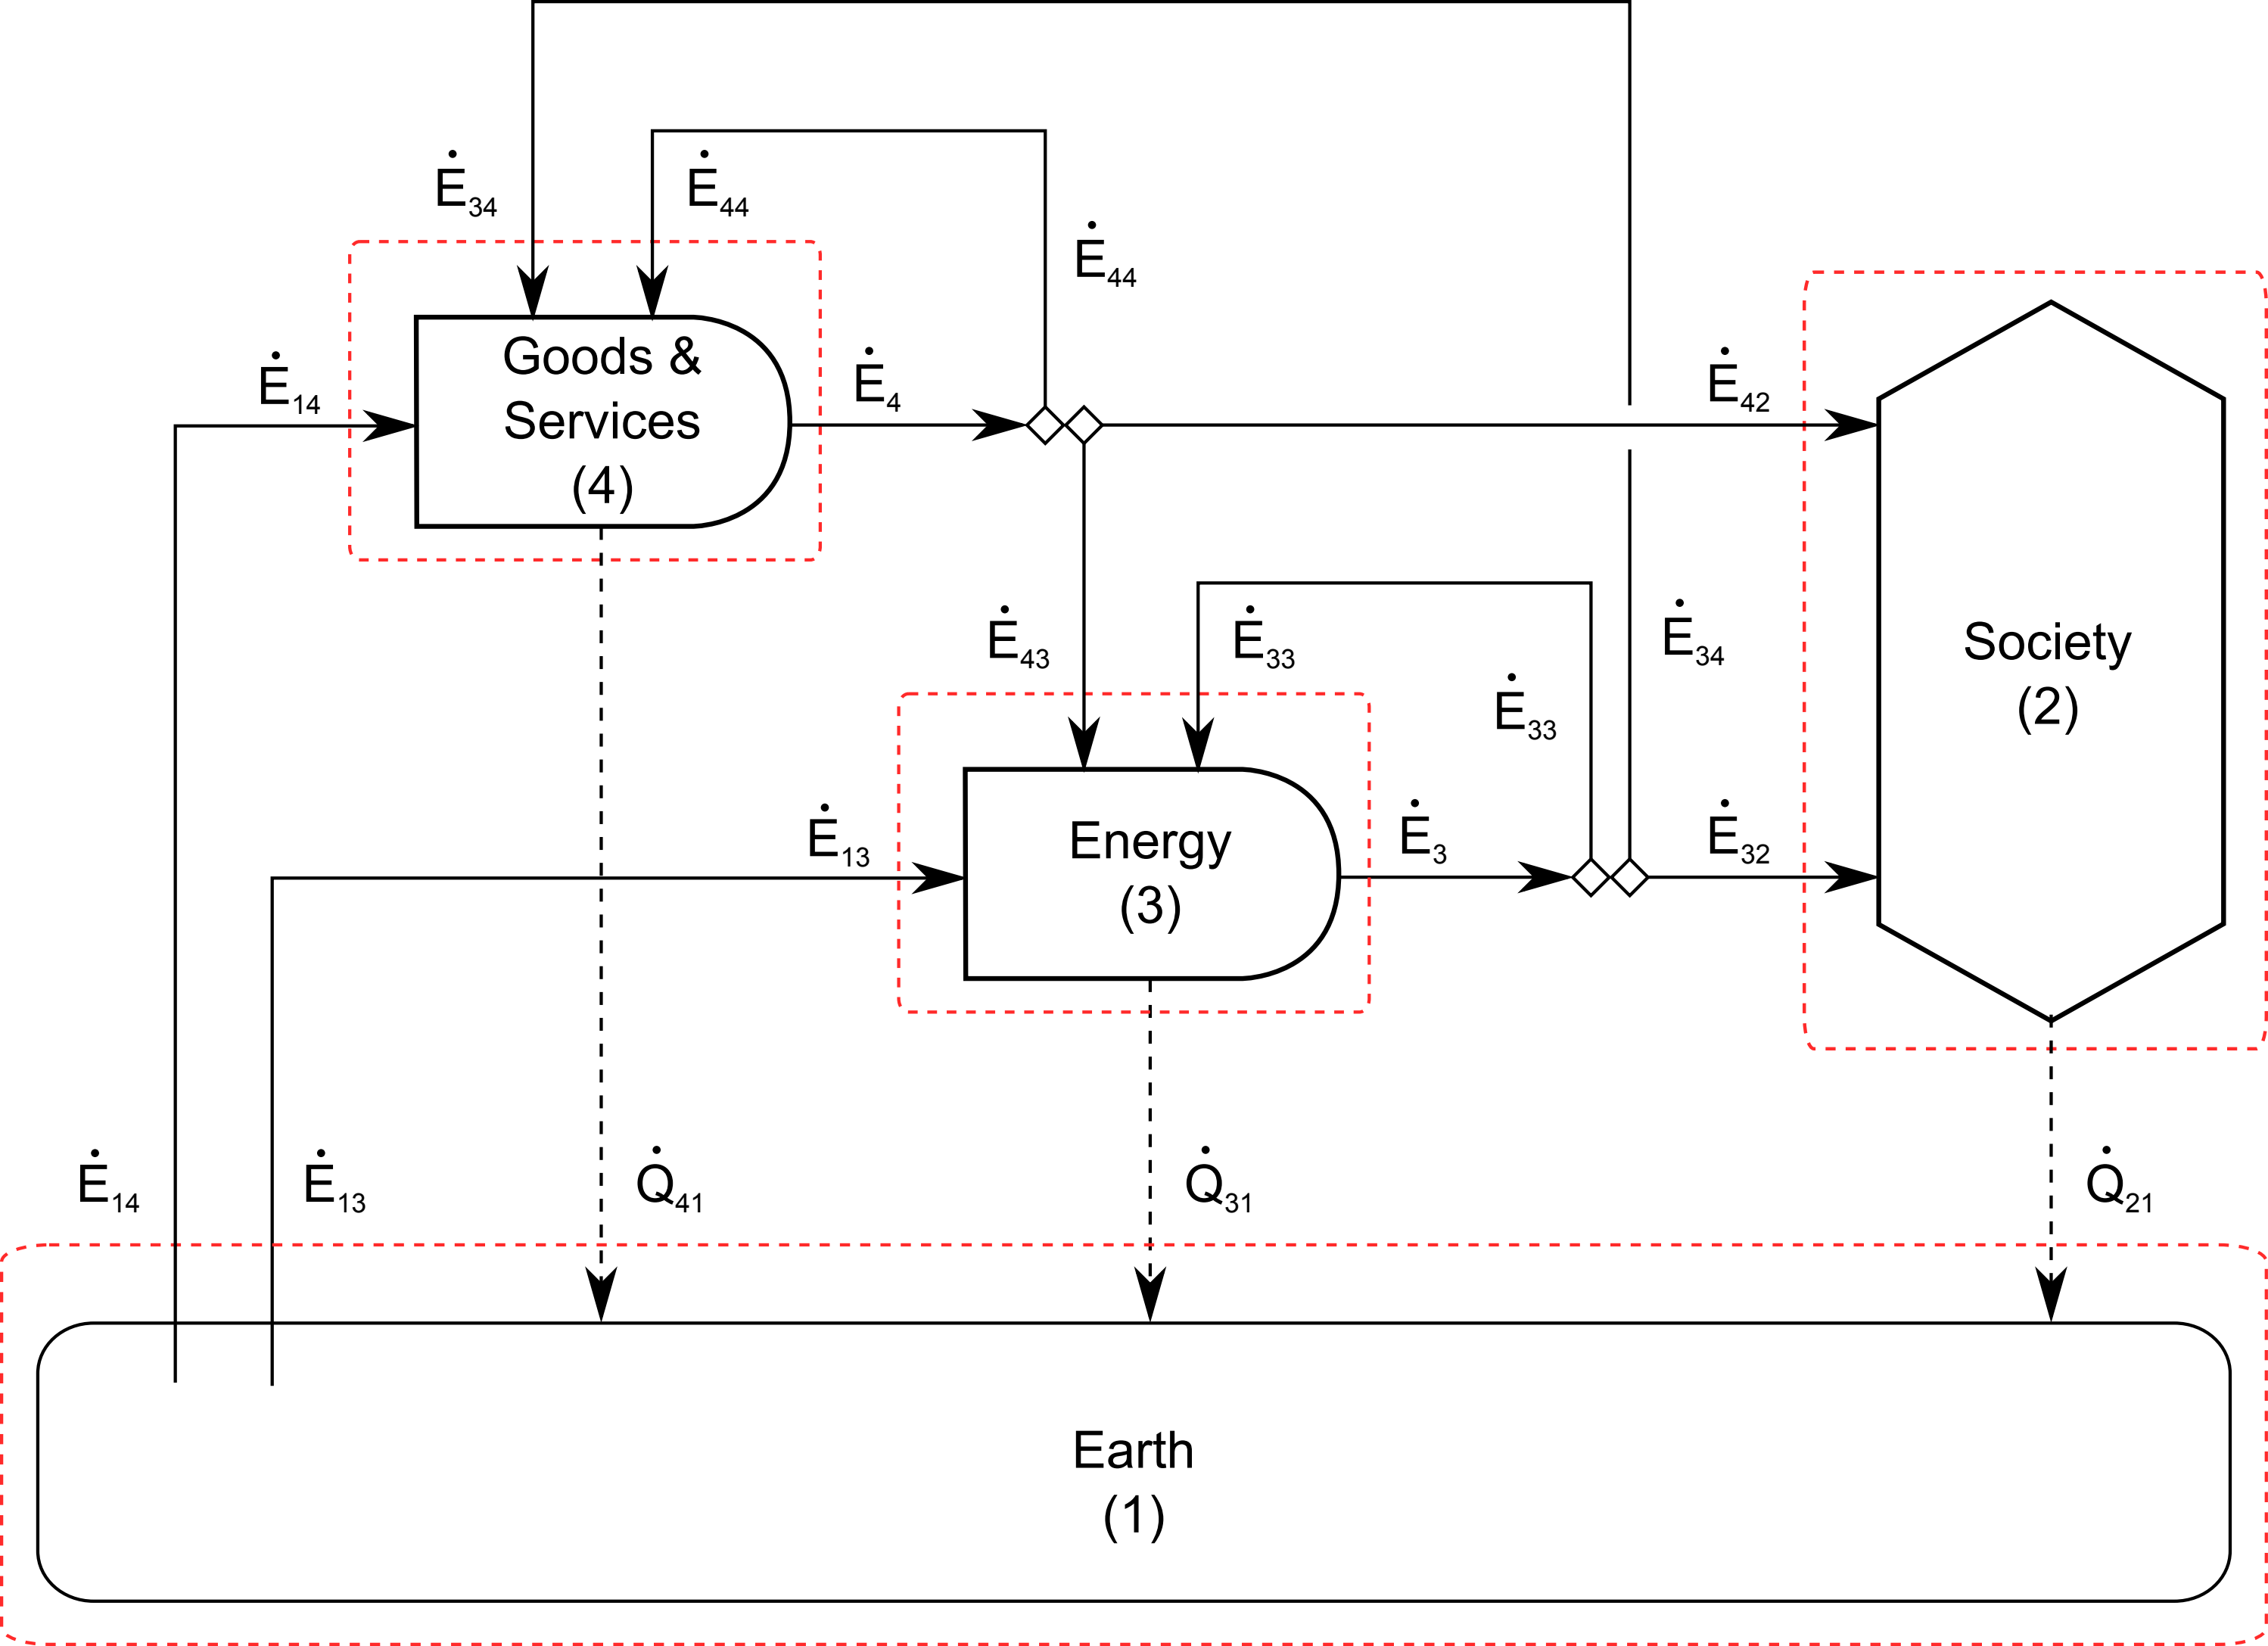 Ė34
Ė44
Ė44
Ė14
Goods &
Services
(4)
Ė4
Ė42
Ė43
Ė33
Ė34
Ė33
Society
(2)
Ė13
Energy
(3)
Ė3
Ė32
Ė14
Ė13
Q̇41
Q̇31
Q̇21
Earth
(1)